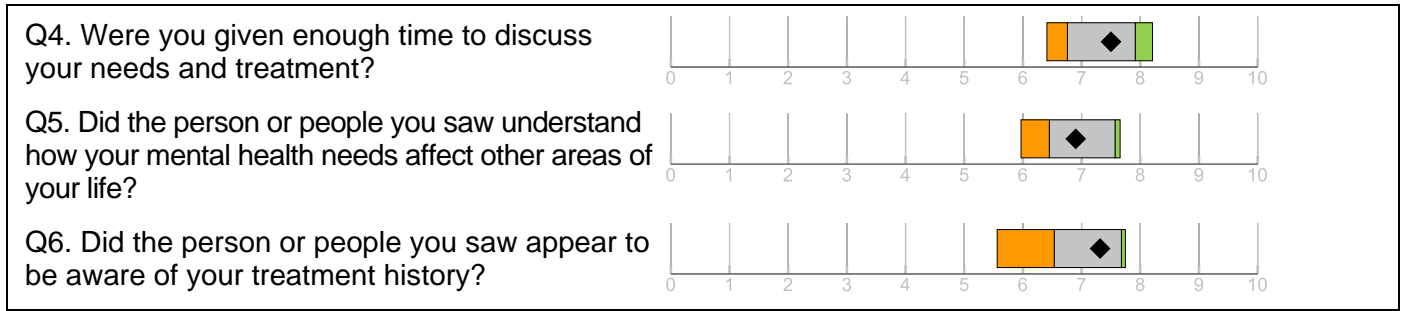 Q4. Were you given enough time to discuss
your needs and treatment?
0 1 2 3 4 5 6 7 8 9 10
Q5. Did the person or people you saw understand
how your mental health needs affect other areas of
your life?
0 1 2 3 4 5 6 7 8 9 10
Q6. Did the person or people you saw appear to
be aware of your treatment history?
0 1 2 3 4 5 6 7 8 9 10